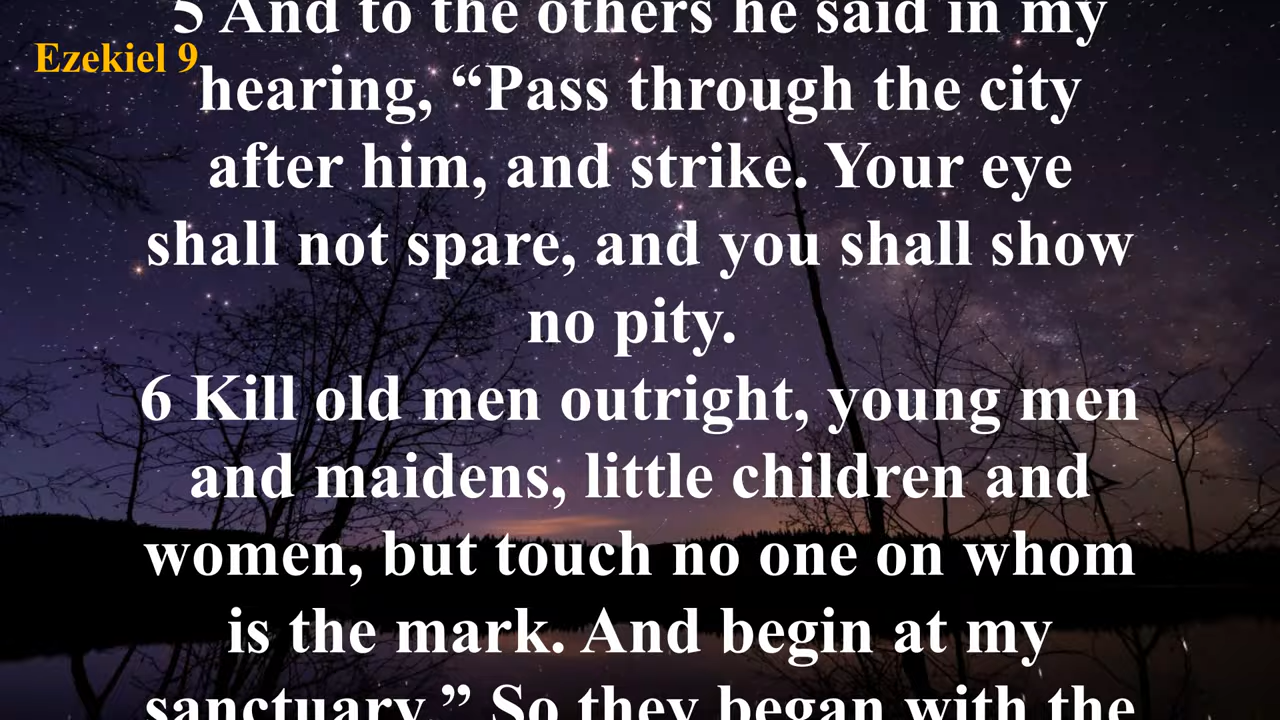 5 And to the others he said in my
Ezekiel 9
hearing, “Pass through the city
after him, and strike. Your eye
shall not spare, and you shall show
no pity.
6 Kill old men outright, young men
and maidens, little children and
women, but touch no one on whom
is the mark. And begin at my
sanctuary.” So they began with the